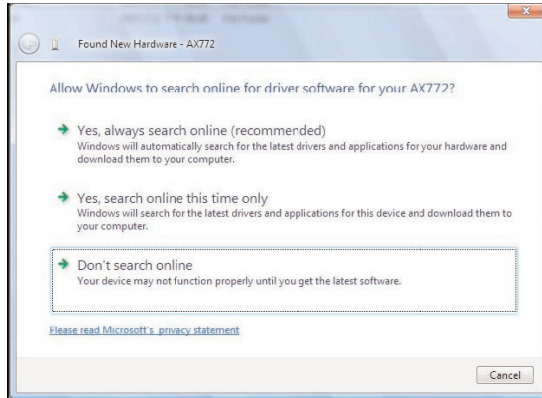 Found New Hardware - AX772
Allow Windows to search online for driver software for your AX772?
Yes, always search online (recommended)
Windows will automatically search for the latest drivers and applications for your hardware and
download them to your computer.
Yes, search online this time only
Windows will search for the latest drivers and applications for this device and download them to
your computer.
Don't search online
Your device may not function properly until you get the latest software.
Please read Microsoft's privacy statement
Cancel